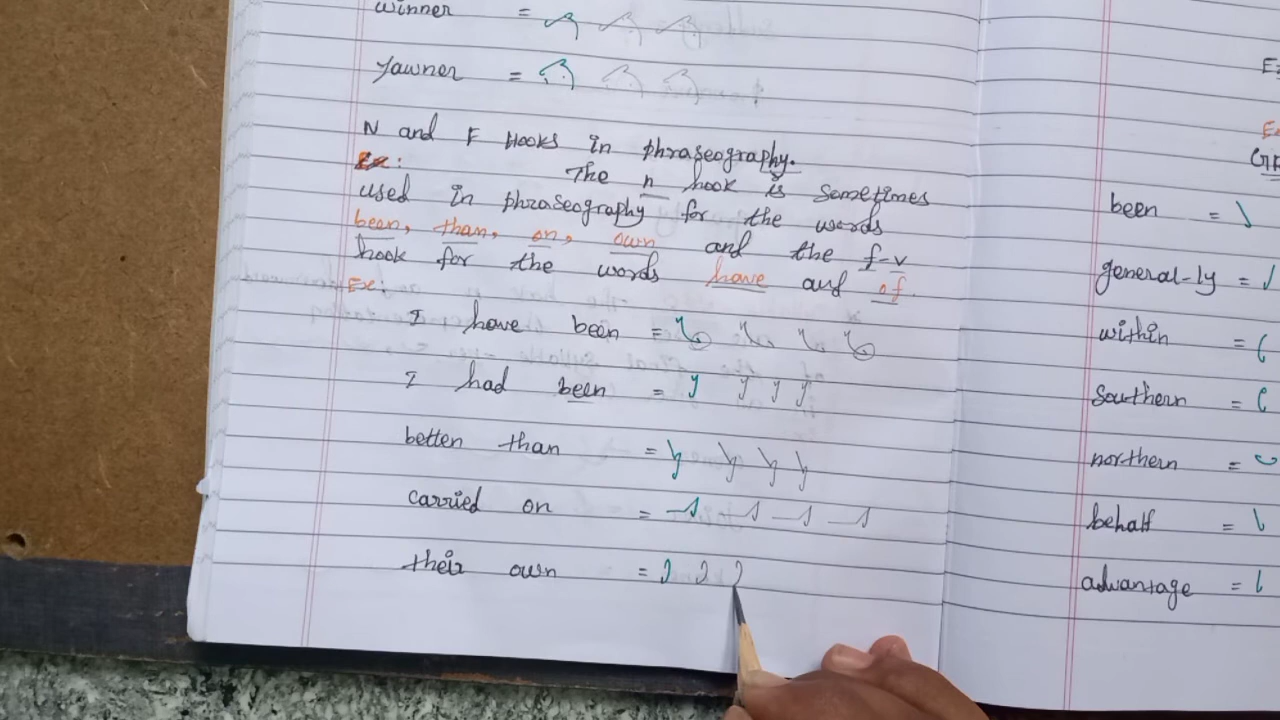 winner =
Yawner =
N and F Hooks in phraseography.
Ex:
The n hook is sometimes
used in phraseography for the words
been, than, on, own and the f-v
hook for the words have and of.
Ex:
I have been =
I had been =
betten than =
carried on =
their own =
been =
general-ly =
within =
Southern =
northern =
behalf =
advantage =